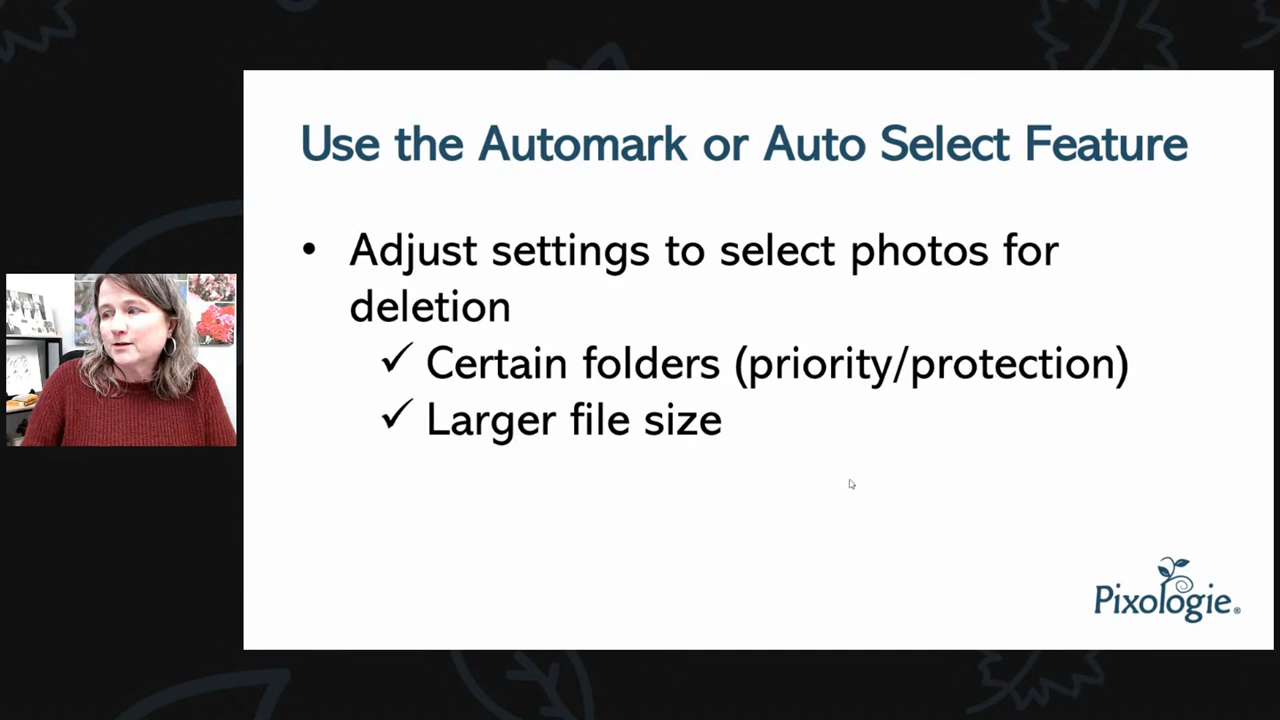 Use the Automark or Auto Select Feature
• Adjust settings to select photos for
deletion
✓ Certain folders (priority/protection)
✓ Larger file size
Pixologie®